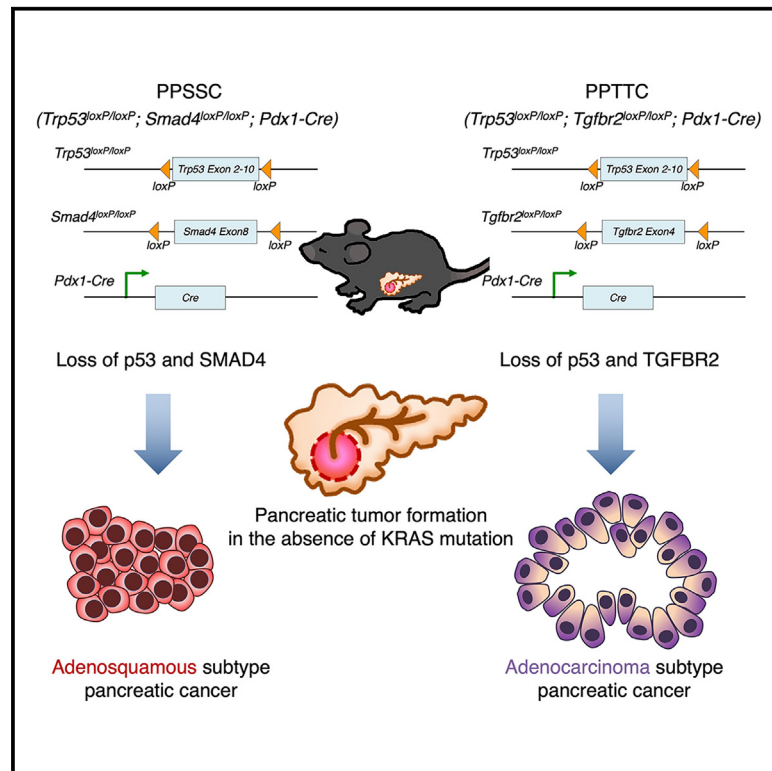 PPSSC
(Trp53loxP/loxP; Smad4loxP/loxP; Pdx1-Cre)
Trp53loxP/loxP
Trp53 Exon 2-10
loxP
loxP
Smad4loxP/loxP
Smad4 Exon8
loxP
loxP
Pdx1-Cre
Cre
Loss of p53 and SMAD4
PPTTC
(Trp53loxP/loxP; Tgfbr2loxP/loxP; Pdx1-Cre)
Trp53loxP/loxP
Trp53 Exon 2-10
loxP
loxP
Tgfbr2loxP/loxP
Tgfbr2 Exon4
loxP
loxP
Pdx1-Cre
Cre
Loss of p53 and TGFBR2
Pancreatic tumor formation
in the absence of KRAS mutation
Adenosquamous subtype
pancreatic cancer
Adenocarcinoma subtype
pancreatic cancer